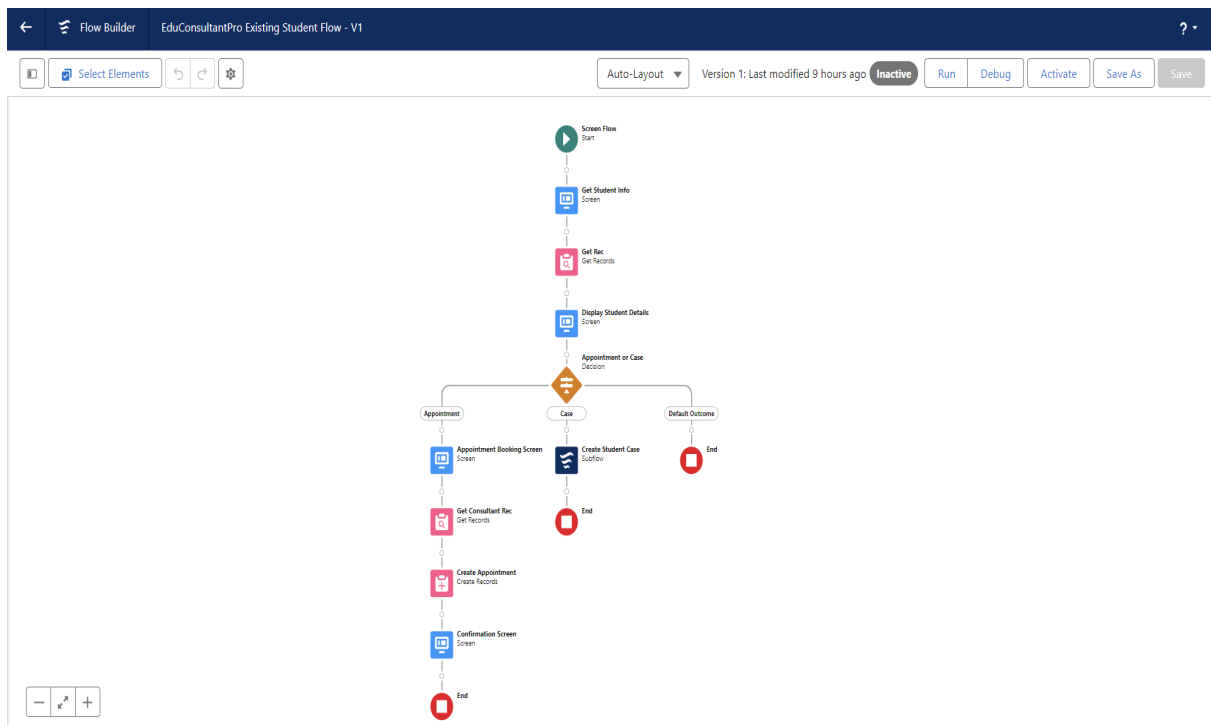 Flow Builder
EduConsultantPro Existing Student Flow - V1
?
Select Elements
Auto-Layout
Version 1: Last modified 9 hours ago
Inactive
Run
Debug
Activate
Save As
Save
Screen Flow
Start
Get Student Info
Screen
Get Rec
Get Records
Display Student Details
Screen
Appointment or Case
Decision
Appointment
Case
Default Outcome
Appointment Booking Screen
Screen
Create Student Case
Subflow
End
Get Consultant Rec
Get Records
End
Create Appointment
Create Records
Confirmation Screen
Screen
End